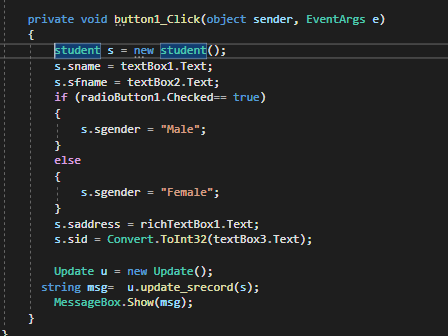 private void button1_Click(object sender, EventArgs e)
{
student s = new student();
s.sname = textBox1.Text;
s.sfname = textBox2.Text;
if (radioButton1.Checked== true)
{
s.sgender = "Male";
}
else
{
s.sgender = "Female";
}
s.saddress = richTextBox1.Text;
s.sid = Convert.ToInt32(textBox3.Text);
Update u = new Update();
string msg=  u.update_srecord(s);
MessageBox.Show(msg);
}
}